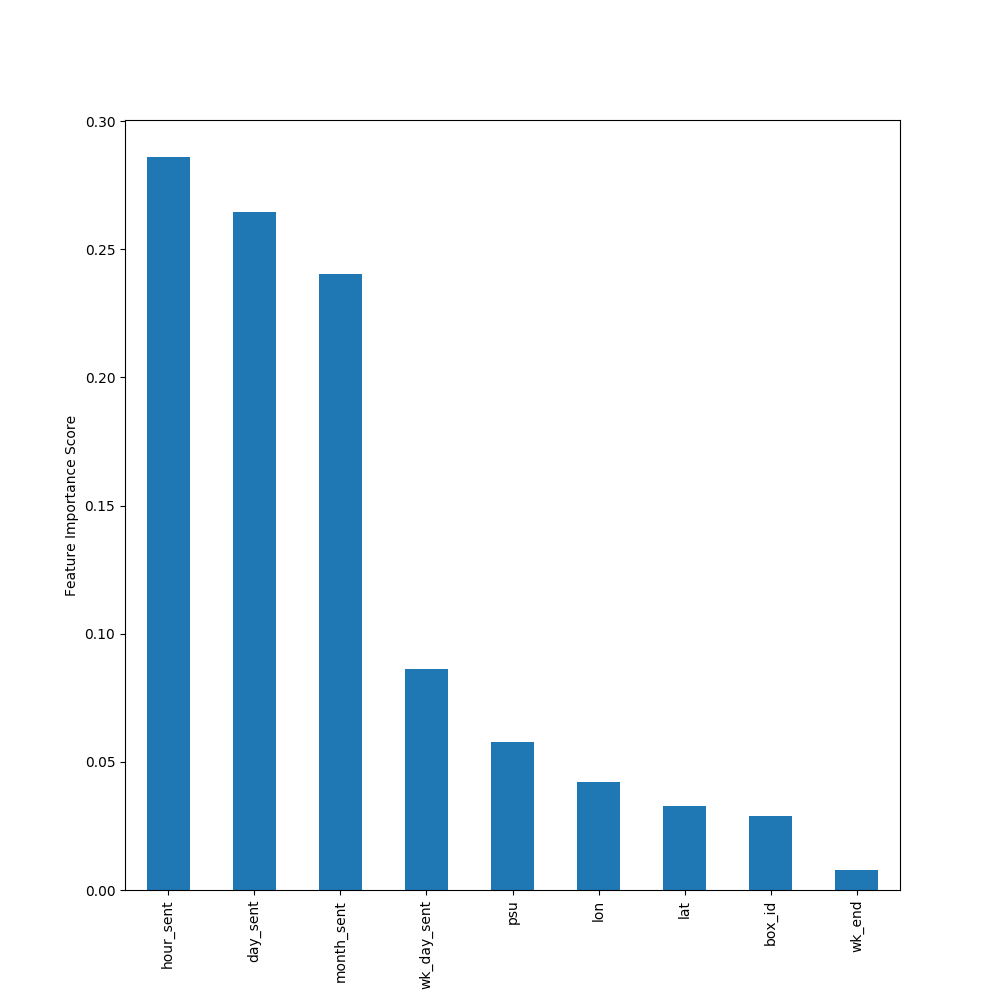 0.30
0.25
0.20
0.15
0.10
0.05
0.00
Feature Importance Score
hour_sent
day_sent
month_sent
wk_day_sent
psu
lon
lat
box_id
wk_end